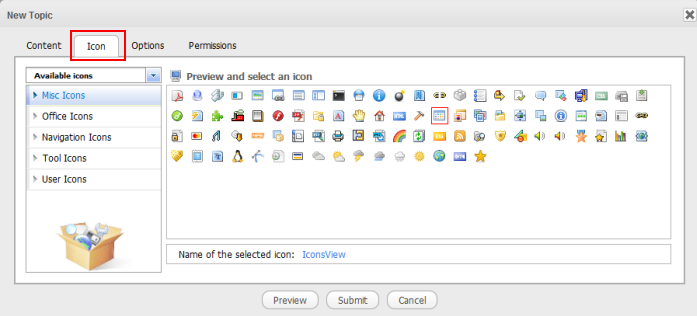 New Topic
Content Icon Options Permissions
Available icons
Preview and select an icon
Misc Icons
Office Icons
Navigation Icons
Tool Icons
User Icons
Name of the selected icon: IconsView
Preview Submit Cancel